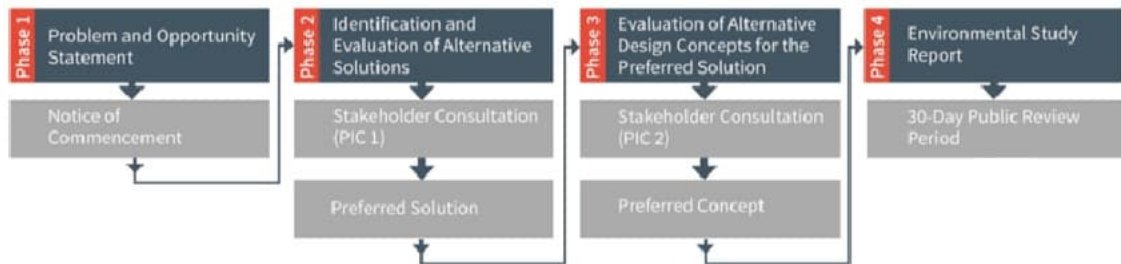 Phase 1
Problem and Opportunity
Statement
Notice of
Commencement
Phase 2
Identification and
Evaluation of Alternative
Solutions
Stakeholder Consultation
(PIC 1)
Preferred Solution
Phase 3
Evaluation of Alternative
Design Concepts for the
Preferred Solution
Stakeholder Consultation
(PIC 2)
Preferred Concept
Phase 4
Environmental Study
Report
30-Day Public Review
Period